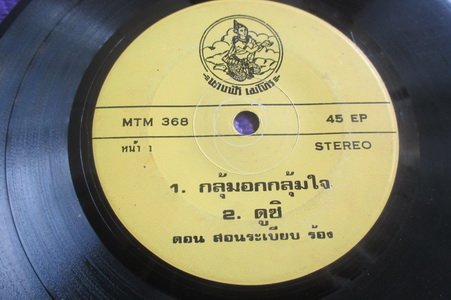 MTM 368 45 EP
หน้า 1 STEREO
1. กลุ้มอกกลุ้มใจ
2. ดูซิ
ดอน สอนระเบียบ ร้อง